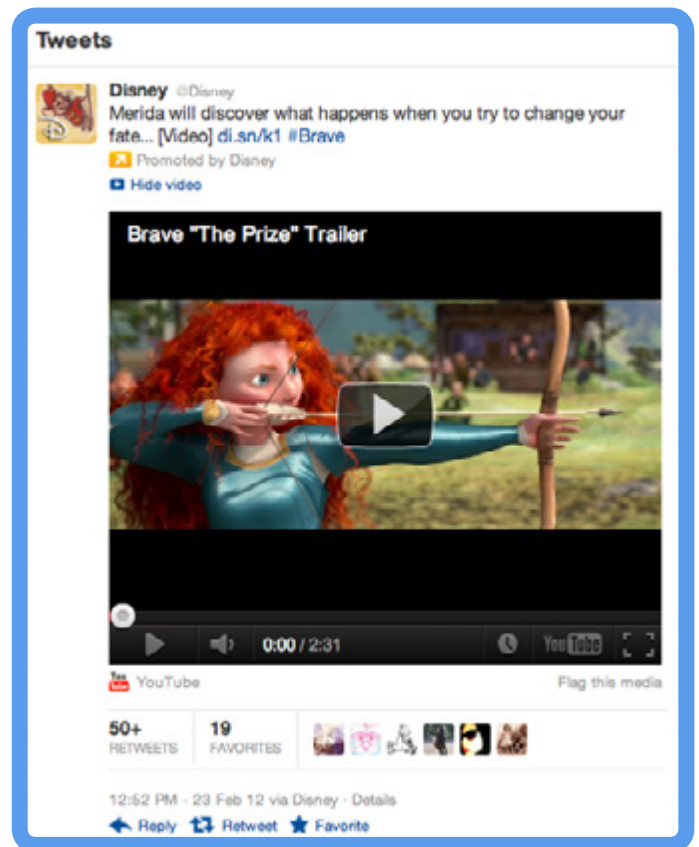 Tweets
Disney @Disney
Merida will discover what happens when you try to change your
fate... [Video] di.sn/k1 #Brave
Promoted by Disney
Hide video
Brave "The Prize" Trailer
0:00 / 2:31
YouTube
You Tube YouTube
Flag this media
50+
RETWEETS
19
FAVORITES
12:52 PM - 23 Feb 12 via Disney · Details
Reply Retweet Favorite